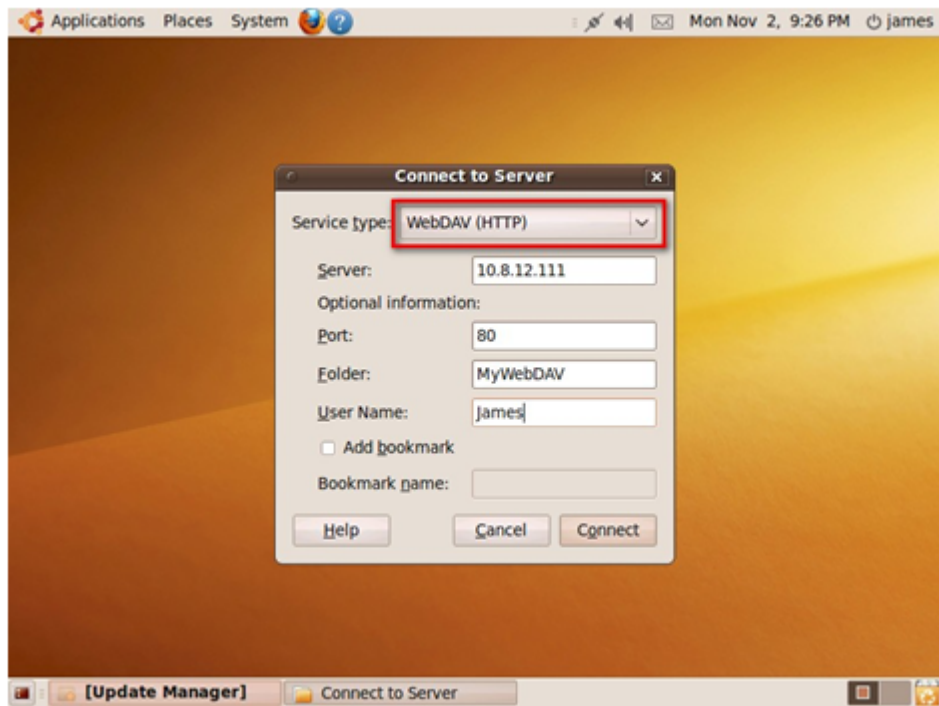 Applications Places System Mon Nov 2, 9:26 PM james
Connect to Server
Service type: WebDAV (HTTP)
Server: 10.8.12.111
Optional information:
Port: 80
Folder: MyWebDAV
User Name: James
Add bookmark
Bookmark name:
Help Cancel Connect
[Update Manager] Connect to Server